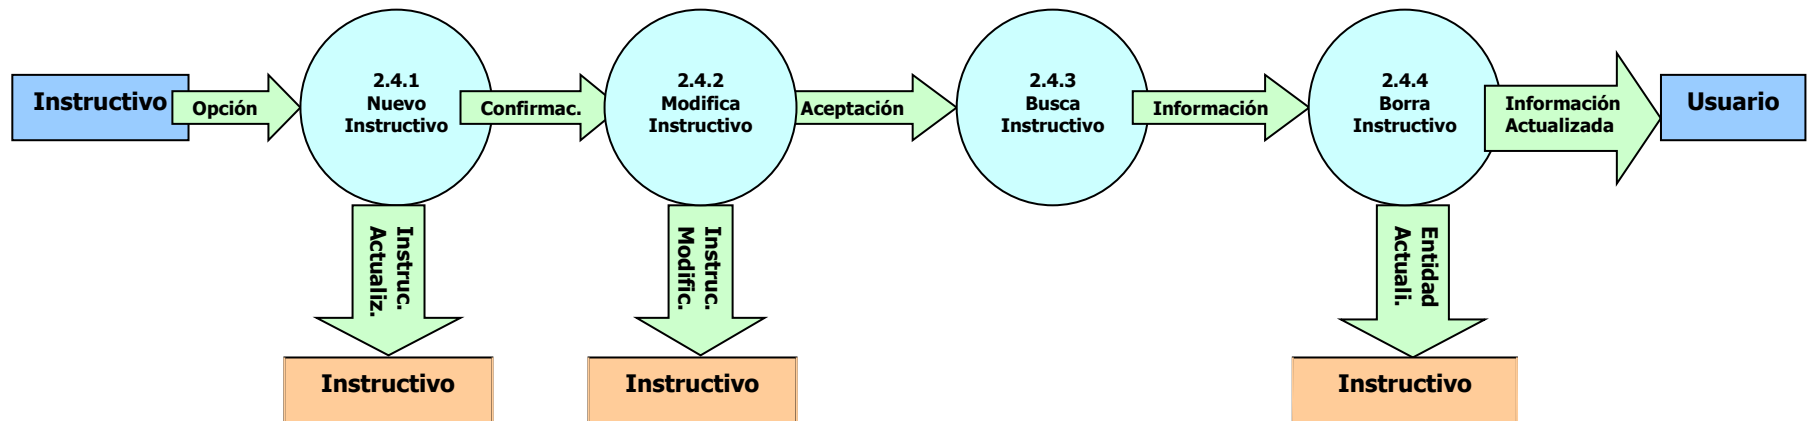 Instructivo
Opción
2.4.1
Nuevo
Instructivo
Confirmac.
2.4.2
Modifica
Instructivo
Aceptación
2.4.3
Busca
Instructivo
Información
2.4.4
Borra
Instructivo
Información
Actualizada
Usuario
Instruc.
Actualiz.
Instruc.
Modific.
Entidad
Actuali.
Instructivo
Instructivo
Instructivo